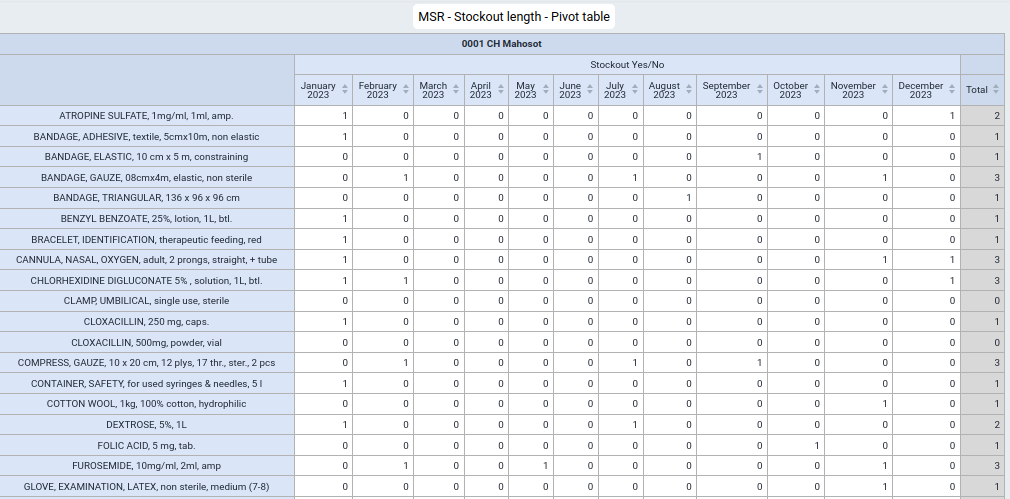 MSR - Stockout length - Pivot table
0001 CH Mahosot
Stockout Yes/No
January 2023 February 2023 March 2023 April 2023 May 2023 June 2023 July 2023 August 2023 September 2023 October 2023 November 2023 December 2023 Total
ATROPINE SULFATE, 1mg/ml, 1ml, amp. 1 0 0 0 0 0 0 0 0 0 0 1 2
BANDAGE, ADHESIVE, textile, 5cmx10m, non elastic 1 0 0 0 0 0 0 0 0 0 0 0 1
BANDAGE, ELASTIC, 10 cm x 5 m, constraining 0 0 0 0 0 0 0 0 1 0 0 0 1
BANDAGE, GAUZE, 08cmx4m, elastic, non sterile 0 1 0 0 0 0 1 0 0 0 1 0 3
BANDAGE, TRIANGULAR, 136 x 96 x 96 cm 0 0 0 0 0 0 0 1 0 0 0 0 1
BENZYL BENZOATE, 25%, lotion, 1L, btl. 1 0 0 0 0 0 0 0 0 0 0 0 1
BRACELET, IDENTIFICATION, therapeutic feeding, red 1 0 0 0 0 0 0 0 0 0 0 0 1
CANNULA, NASAL, OXYGEN, adult, 2 prongs, straight, + tube 1 0 0 0 0 0 0 0 0 0 1 1 3
CHLORHEXIDINE DIGLUCONATE 5% , solution, 1L, btl. 1 1 0 0 0 0 0 0 0 0 0 1 3
CLAMP, UMBILICAL, single use, sterile 0 0 0 0 0 0 0 0 0 0 0 0 0
CLOXACILLIN, 250 mg, caps. 1 0 0 0 0 0 0 0 0 0 0 0 1
CLOXACILLIN, 500mg, powder, vial 0 0 0 0 0 0 0 0 0 0 0 0 0
COMPRESS, GAUZE, 10 x 20 cm, 12 plys, 17 thr., ster., 2 pcs 0 1 0 0 0 0 1 0 1 0 0 0 3
CONTAINER, SAFETY, for used syringes & needles, 5 l 1 0 0 0 0 0 0 0 0 0 0 0 1
COTTON WOOL, 1kg, 100% cotton, hydrophilic 0 0 0 0 0 0 0 0 0 0 1 0 1
DEXTROSE, 5%, 1L 1 0 0 0 0 0 1 0 0 0 0 0 2
FOLIC ACID, 5 mg, tab. 0 0 0 0 0 0 0 0 0 1 0 0 1
FUROSEMIDE, 10mg/ml, 2ml, amp 0 1 0 0 1 0 0 0 0 0 1 0 3
GLOVE, EXAMINATION, LATEX, non sterile, medium (7-8) 0 0 0 0 0 0 0 0 0 0 1 0 1